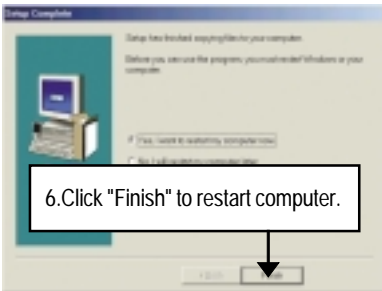 Setup Complete
Setup has finished copying files to your computer.
Before you can use the program, you must restart Windows or your
computer.
Yes, I want to restart my computer now.
No, I will restart my computer later.
6.Click "Finish" to restart computer.
< Back
Finish